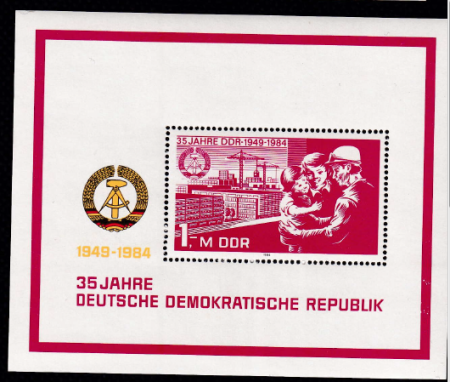 35 JAHRE DDR·1949-1984
1,-M DDR
1949-1984
35 JAHRE
DEUTSCHE DEMOKRATISCHE REPUBLIK